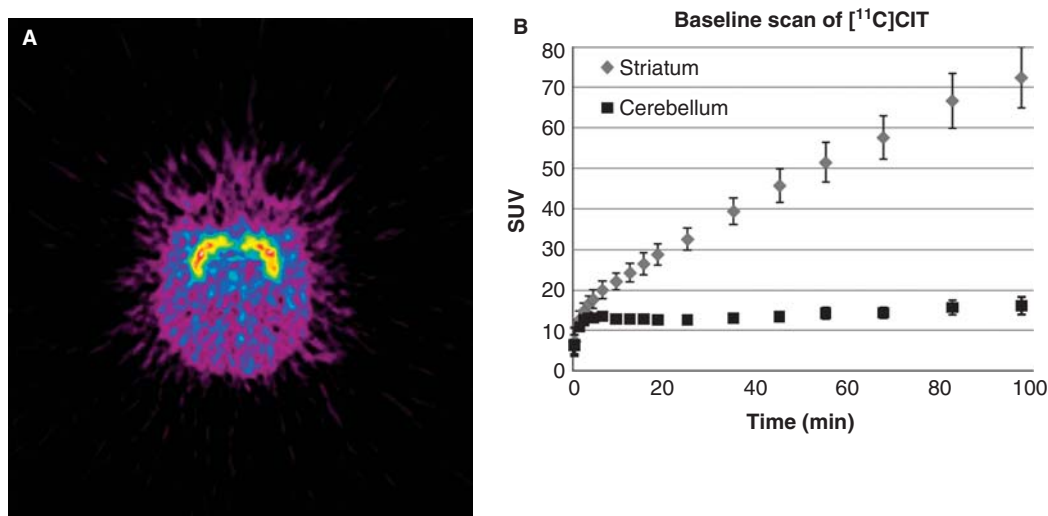 A
B
Baseline scan of [¹¹C]CIT
80
70
60
50
40
30
20
10
0
SUV
Striatum
Cerebellum
0 20 40 60 80 100
Time (min)